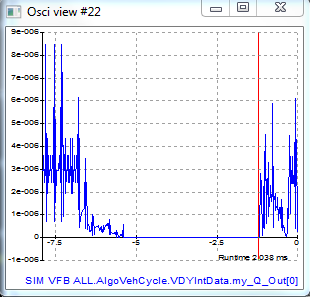 Osci view #22
9e-006
8e-006
7e-006
6e-006
5e-006
4e-006
3e-006
2e-006
1e-006
0
-1e-006
-7.5
-5
-2.5
0
Runtime 2.038 ms
SIM VFB ALL.AlgoVehCycle.VDYIntData.my_Q_Out[0]